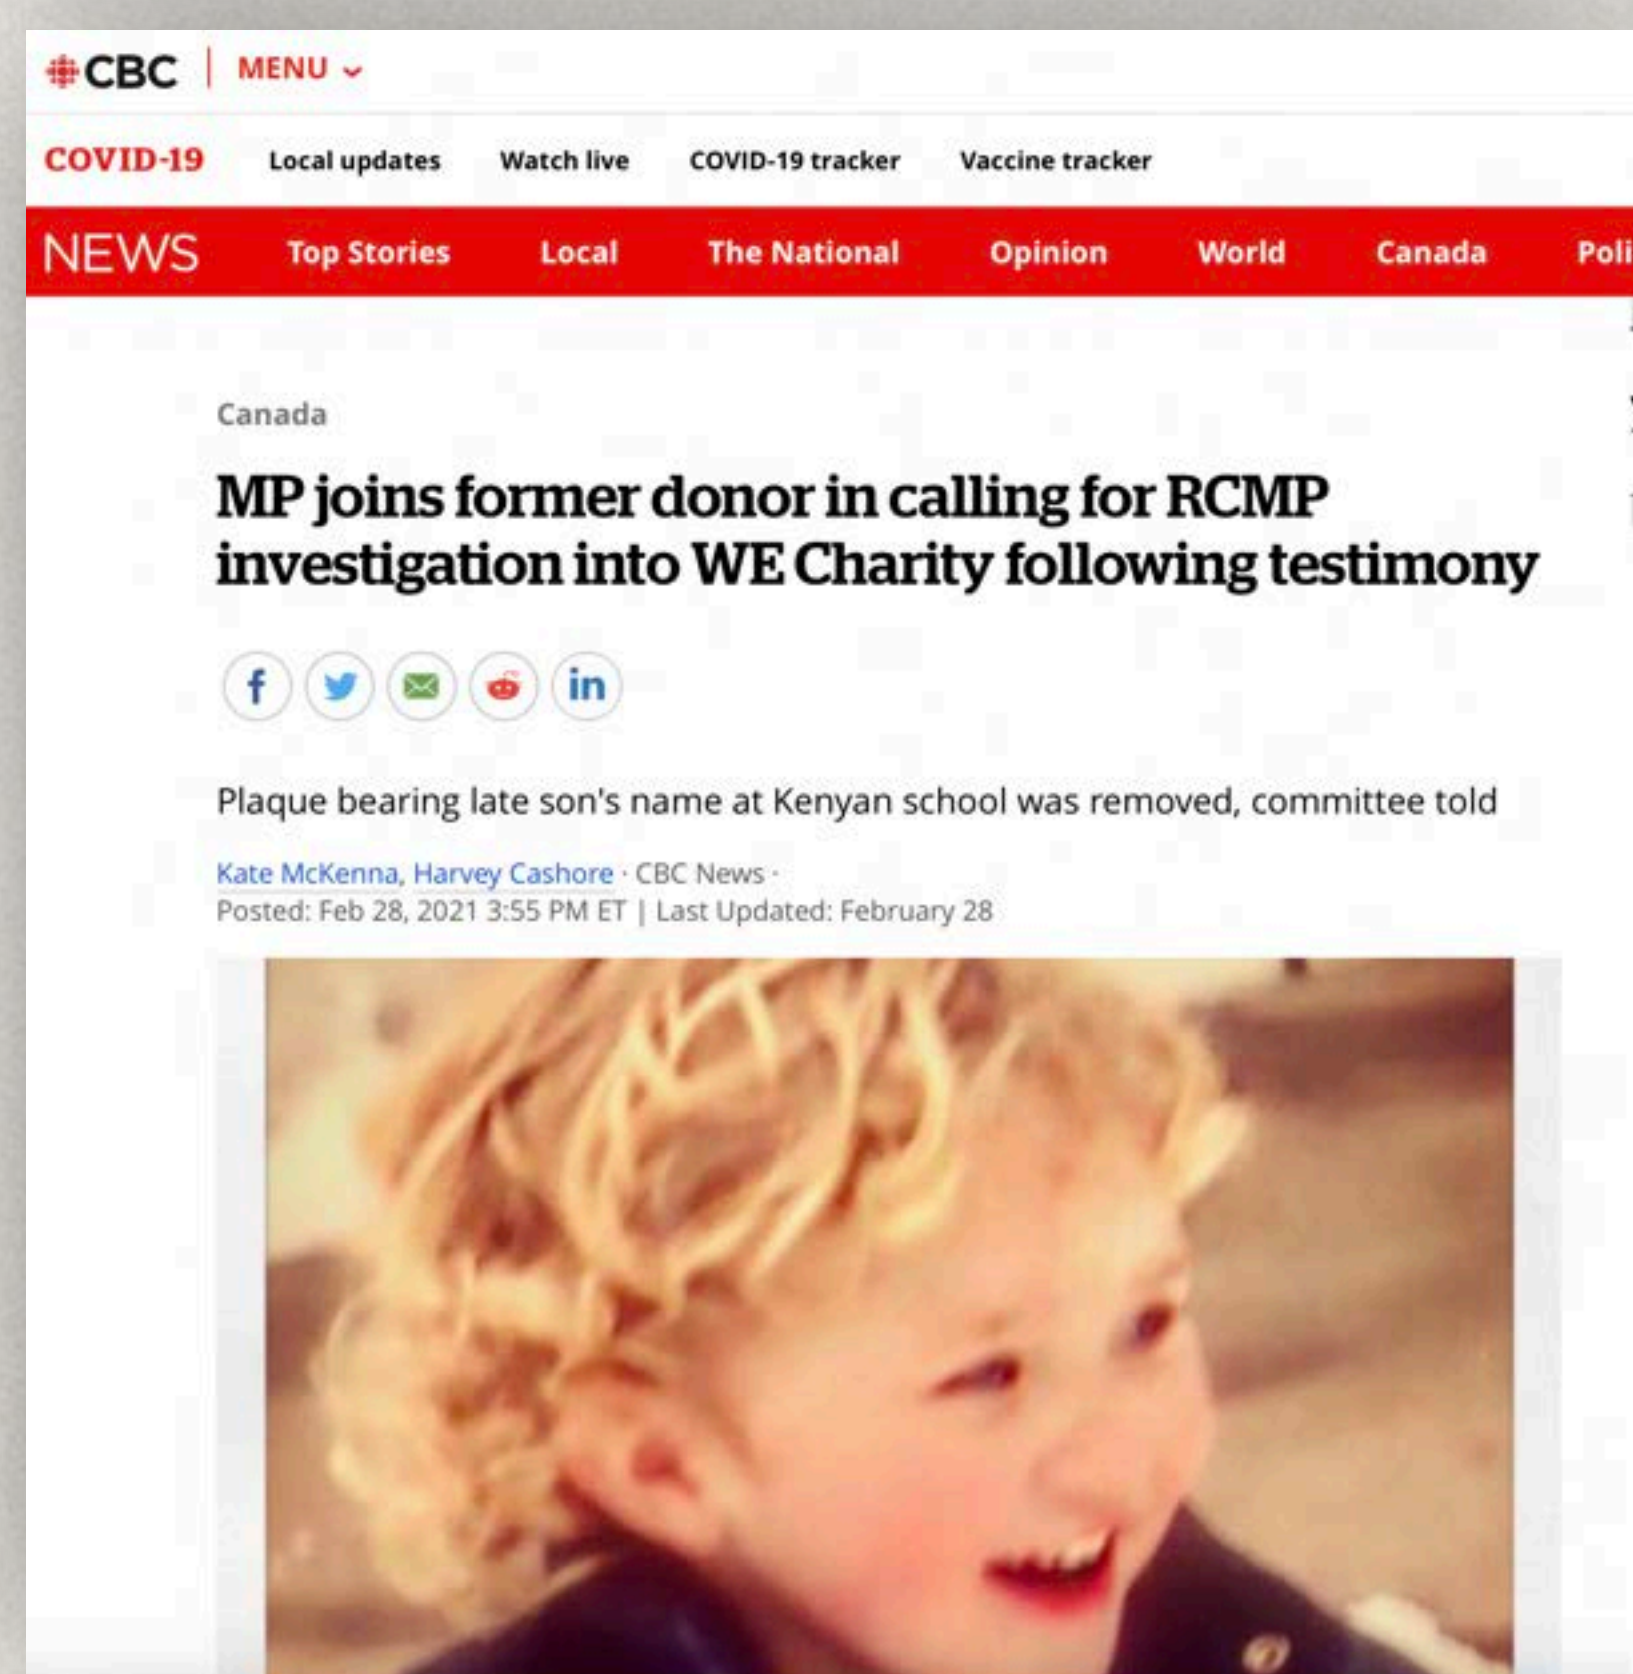 CBC MENU
COVID-19 Local updates Watch live COVID-19 tracker Vaccine tracker
NEWS Top Stories Local The National Opinion World Canada Poli
Canada
MP joins former donor in calling for RCMP
investigation into WE Charity following testimony
f in
Plaque bearing late son's name at Kenyan school was removed, committee told
Kate McKenna, Harvey Cashore · CBC News ·
Posted: Feb 28, 2021 3:55 PM ET | Last Updated: February 28